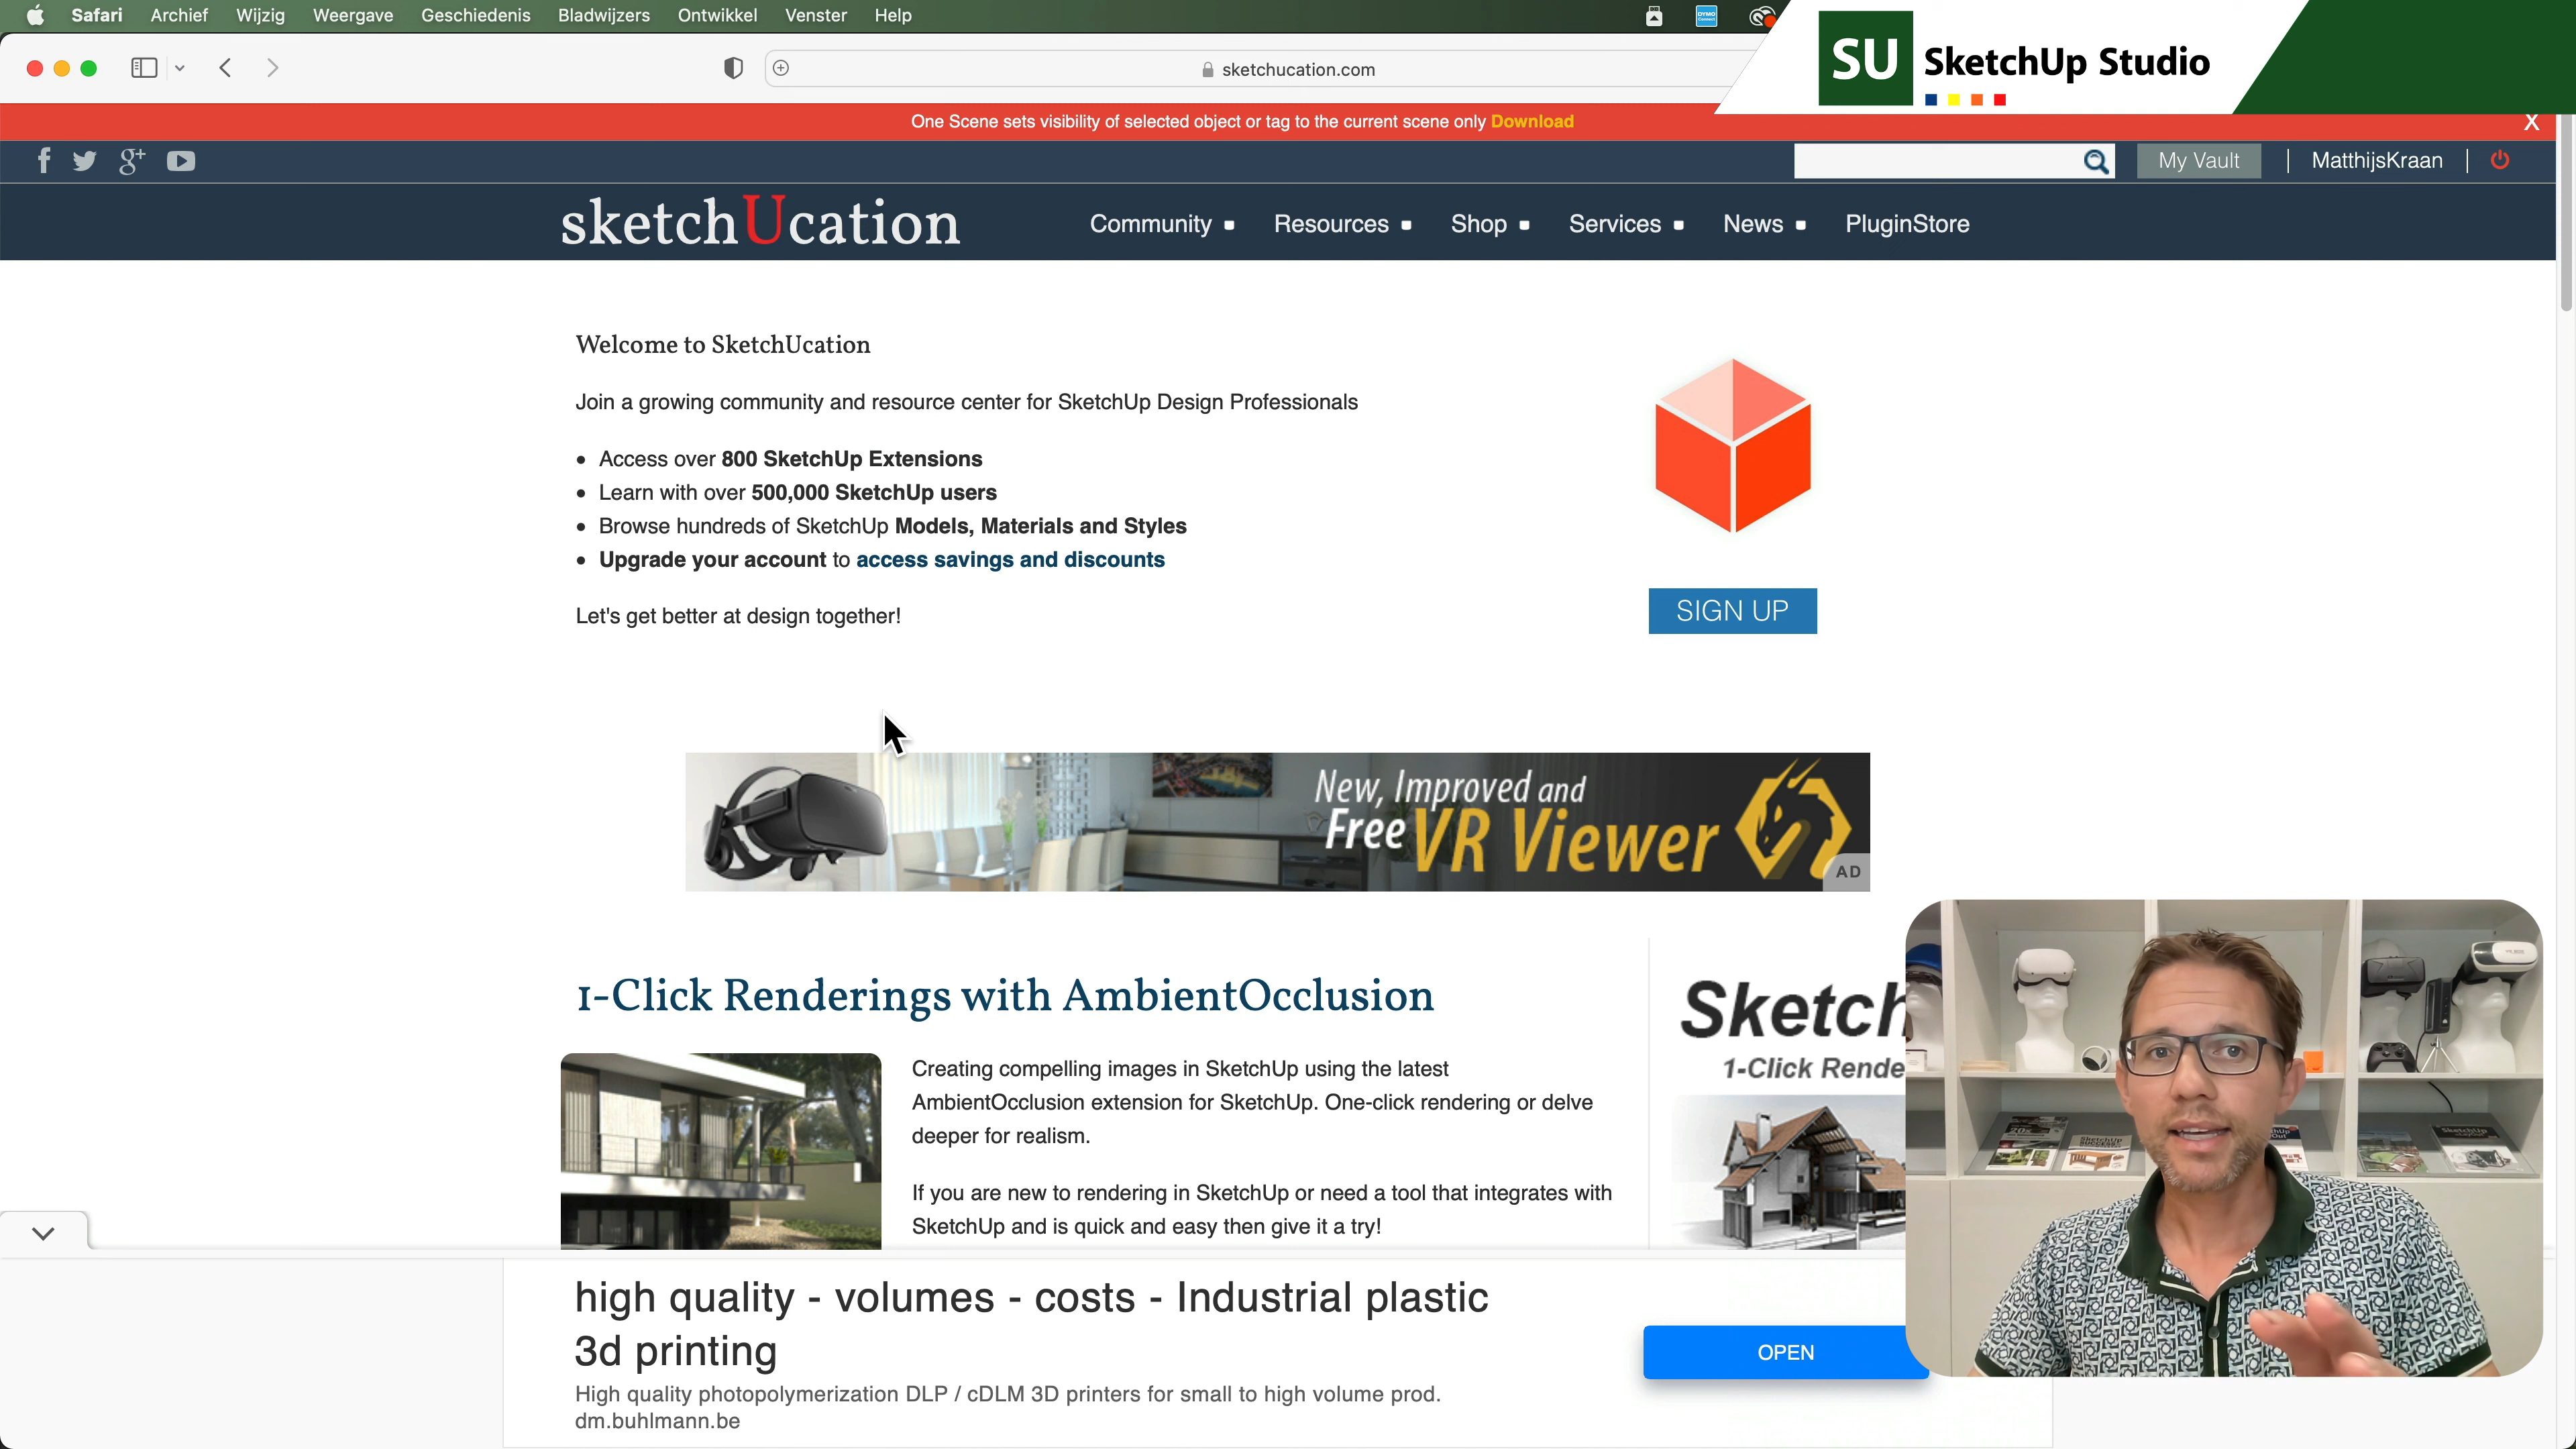 Safari Archief Wijzig Weergave Geschiedenis Bladwijzers Ontwikkel Venster Help
DYMO
SU SketchUp Studio
sketchucation.com
One Scene sets visibility of selected object or tag to the current scene only Download
X
My Vault | MatthijsKraan |
sketchUcation
Community Resources Shop Services News PluginStore
Welcome to SketchUcation
Join a growing community and resource center for SketchUp Design Professionals
• Access over 800 SketchUp Extensions
• Learn with over 500,000 SketchUp users
• Browse hundreds of SketchUp Models, Materials and Styles
• Upgrade your account to access savings and discounts
Let's get better at design together!
SIGN UP
New, Improved and
Free VR Viewer
AD
1-Click Renderings with AmbientOcclusion
Creating compelling images in SketchUp using the latest
AmbientOcclusion extension for SketchUp. One-click rendering or delve
deeper for realism.
If you are new to rendering in SketchUp or need a tool that integrates with
SketchUp and is quick and easy then give it a try!
Sketch
1-Click Rende
high quality - volumes - costs - Industrial plastic
3d printing
High quality photopolymerization DLP / cDLM 3D printers for small to high volume prod.
dm.buhlmann.be
OPEN